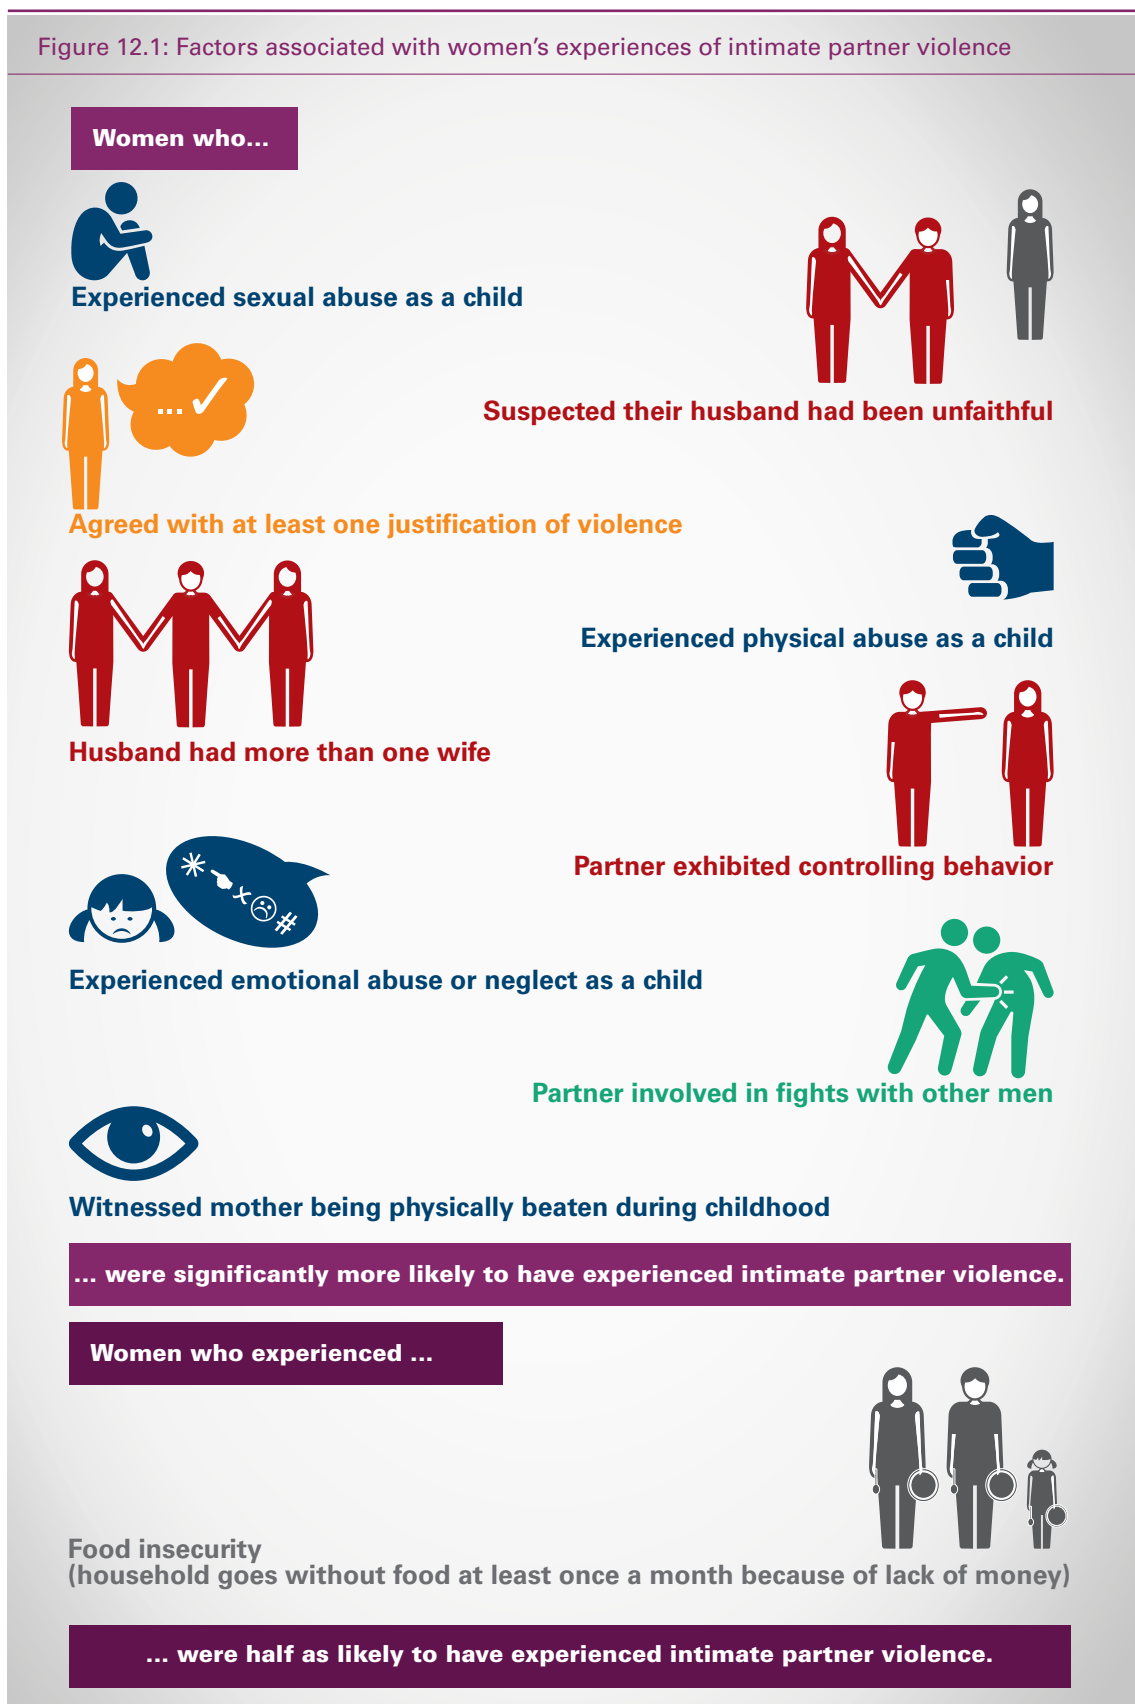 Figure 12.1: Factors associated with women’s experiences of intimate partner violence
Women who...
Experienced sexual abuse as a child
... ✓
Suspected their husband had been unfaithful
Agreed with at least one justification of violence
Experienced physical abuse as a child
Husband had more than one wife
Partner exhibited controlling behavior
Experienced emotional abuse or neglect as a child
Partner involved in fights with other men
Witnessed mother being physically beaten during childhood
... were significantly more likely to have experienced intimate partner violence.
Women who experienced ...
Food insecurity
(household goes without food at least once a month because of lack of money)
... were half as likely to have experienced intimate partner violence.